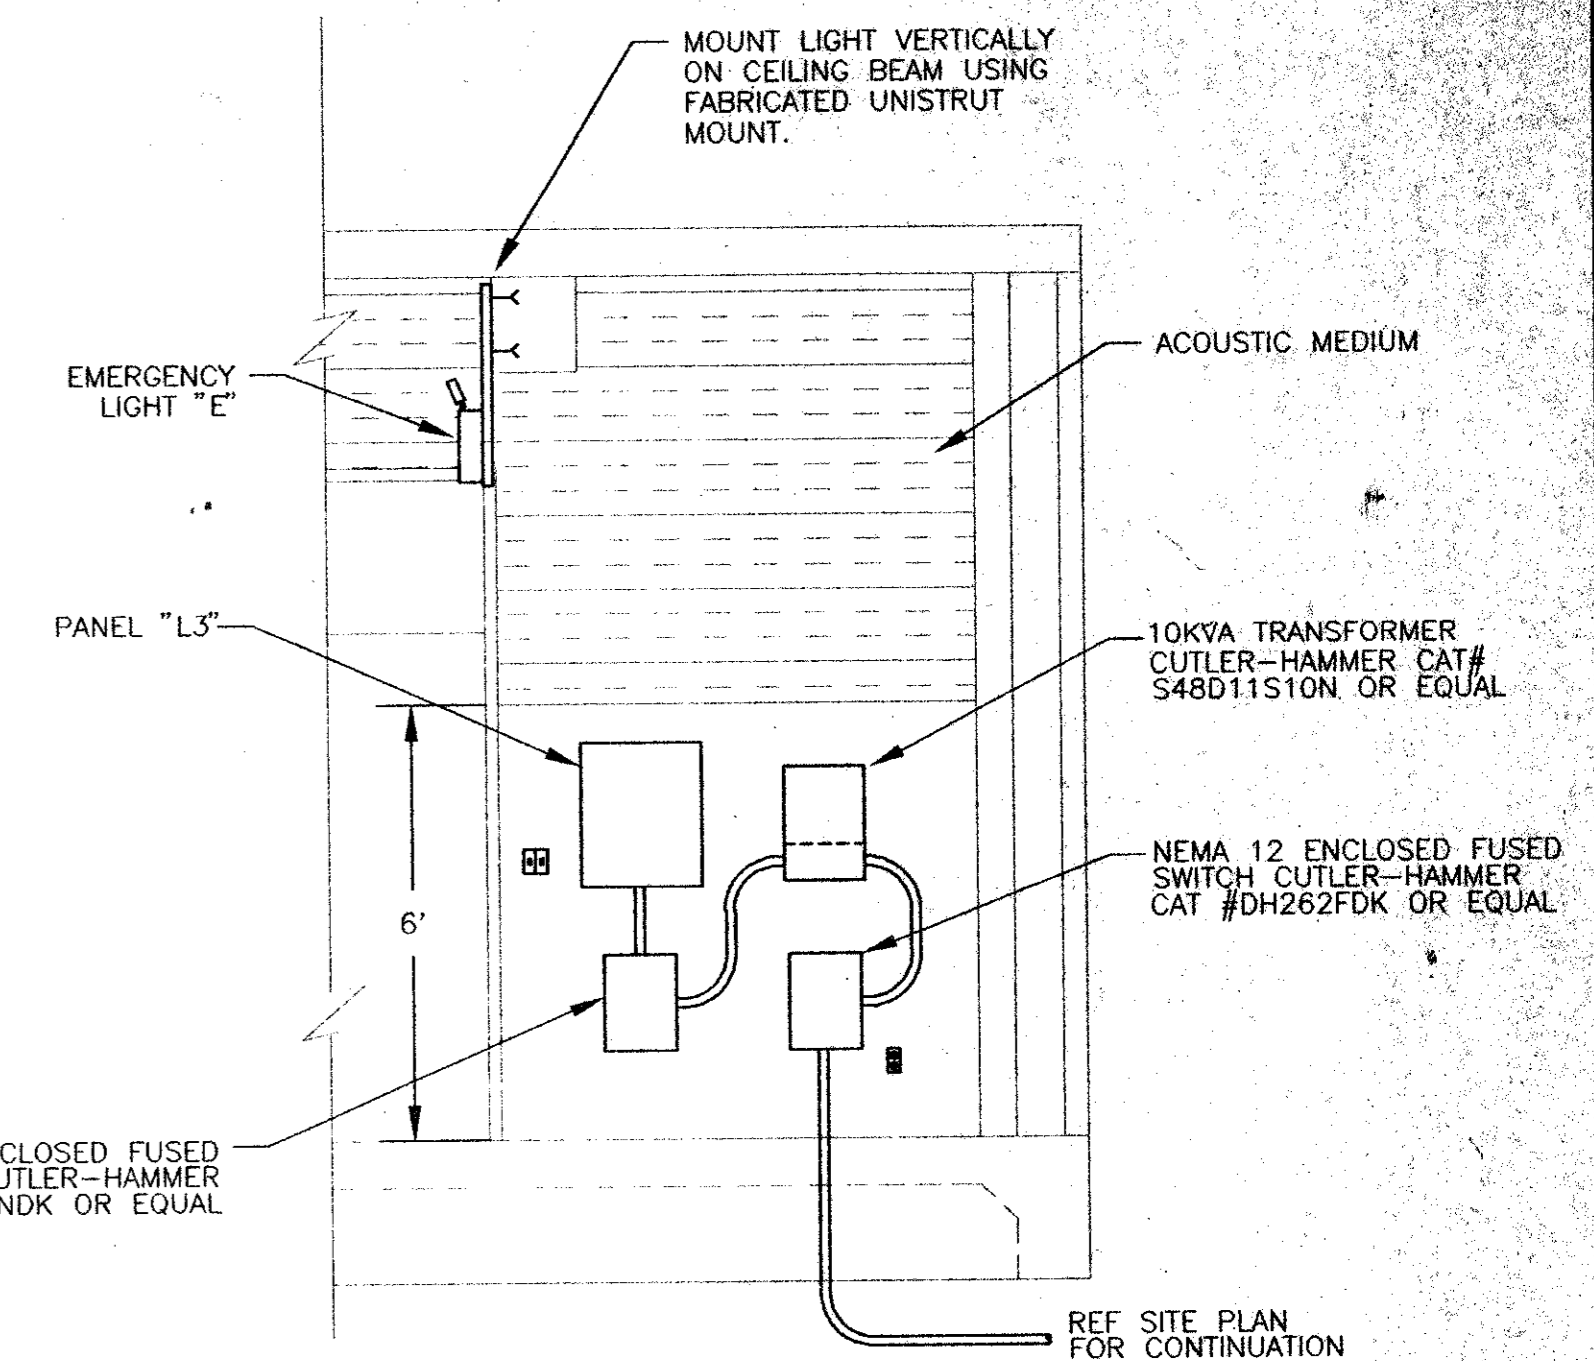 MOUNT LIGHT VERTICALLY
ON CEILING BEAM USING
FABRICATED UNISTRUT
MOUNT.
ACOUSTIC MEDIUM
EMERGENCY
LIGHT "E"
PANEL "L3"
10KVA TRANSFORMER
CUTLER-HAMMER CAT#
S48D11S10N OR EQUAL
NEMA 12 ENCLOSED FUSED
SWITCH CUTLER-HAMMER
CAT #DH262FDK OR EQUAL
6'
CLOSED FUSED
UTLER-HAMMER
NDK OR EQUAL
REF SITE PLAN
FOR CONTINUATION